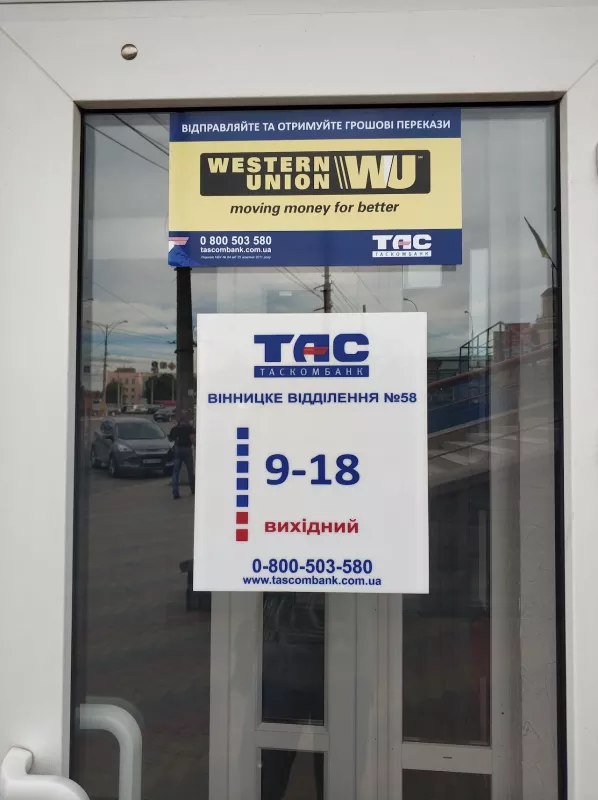 ВІДПРАВЛЯЙТЕ ТА ОТРИМУЙТЕ ГРОШОВІ ПЕРЕКАЗИ
WESTERN UNION WU
moving money for better
0 800 503 580
tascombank.com.ua
ТАС
ТАСКОМБАНК
ТАС
ТАСКОМБАНК
ВІННИЦКЕ ВІДДІЛЕННЯ №58
9-18
вихідний
0-800-503-580
www.tascombank.com.ua